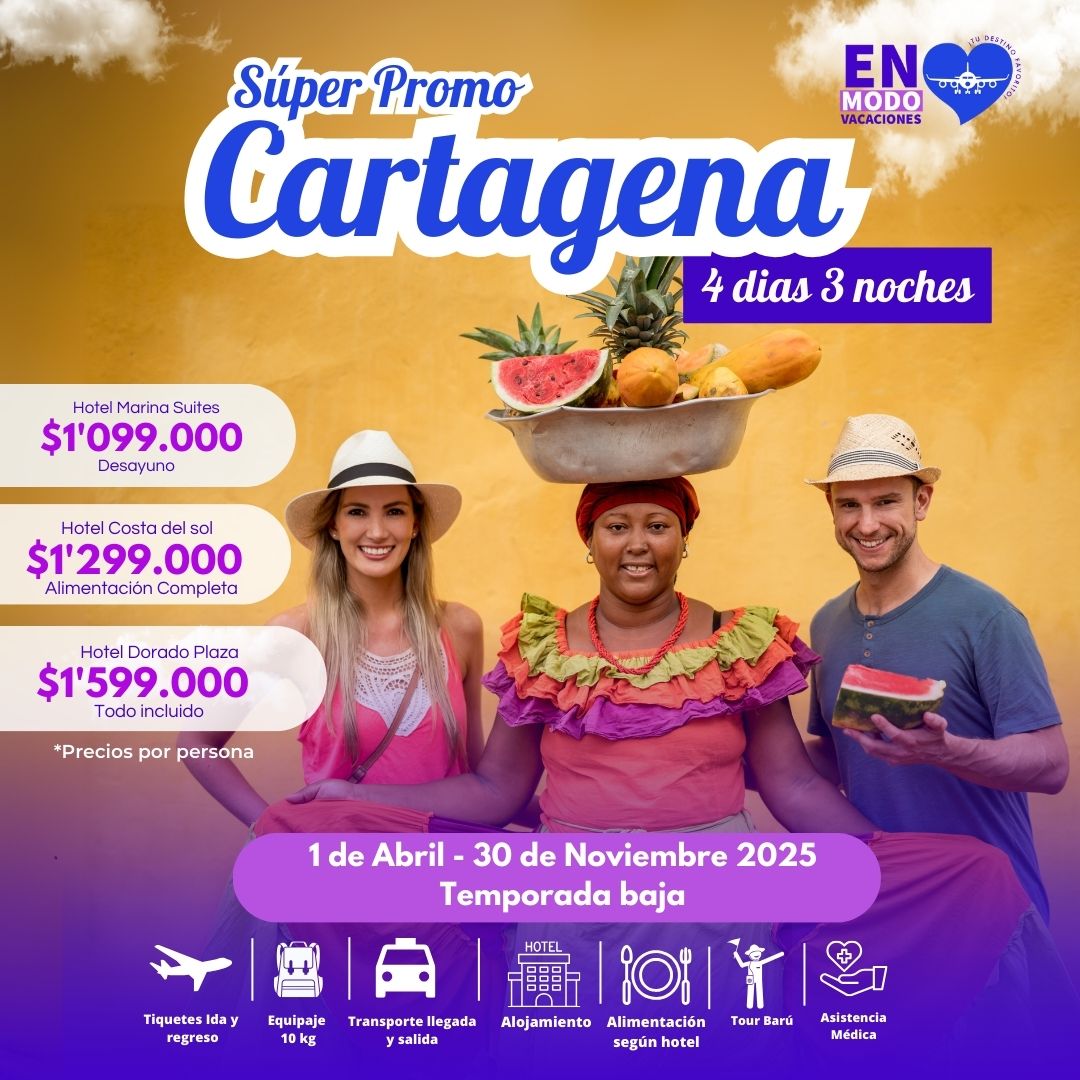 Súper Promo
Cartagena
4 dias 3 noches
EN
MODO
VACACIONES
¡TU DESTINO FAVORITO!
Hotel Marina Suites
$1'099.000
Desayuno
Hotel Costa del sol
$1'299.000
Alimentación Completa
Hotel Dorado Plaza
$1'599.000
Todo incluido
*Precios por persona
1 de Abril - 30 de Noviembre 2025
Temporada baja
HOTEL
Tiquetes Ida y
regreso
Equipaje
10 kg
Transporte llegada
y salida
Alojamiento
Alimentación
según hotel
Tour Barú
Asistencia
Médica